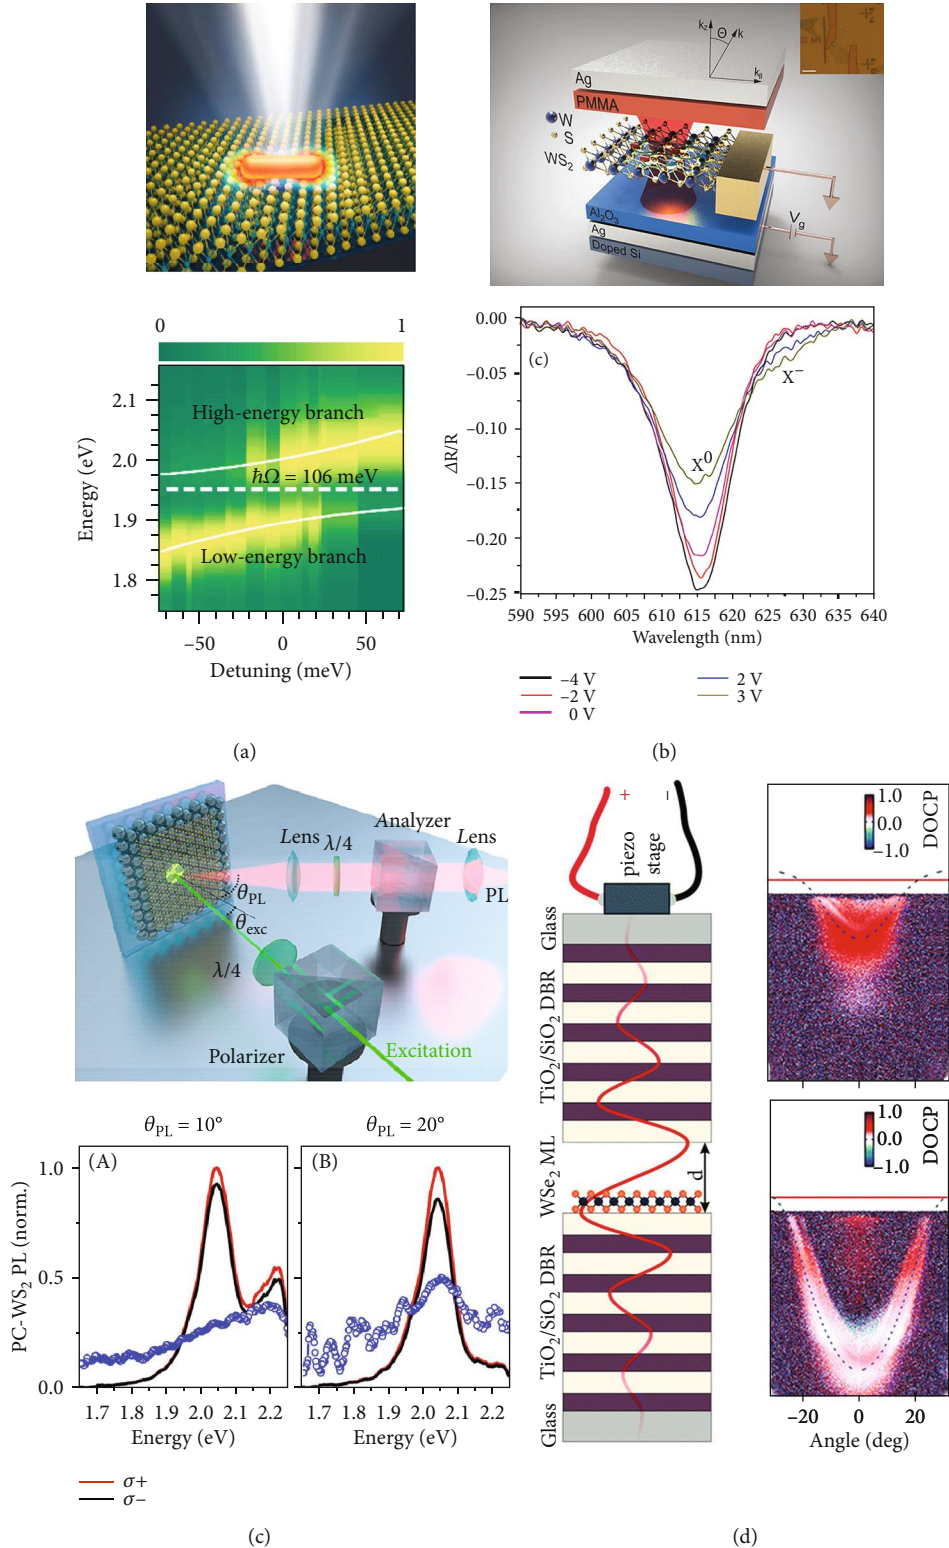 k_z
Θ
k
k_||
Ag
PMMA
W
S
WS2
Al2O3
Ag
Doped Si
V_g
0 1
High-energy branch
ħΩ = 106 meV
Low-energy branch
2.1
2.0
1.9
1.8
Energy (eV)
−50 0 50
Detuning (meV)
(a)
(c)
X⁻
X⁰
0.00
−0.05
−0.10
−0.15
−0.20
−0.25
ΔR/R
590 595 600 605 610 615 620 625 630 635 640
Wavelength (nm)
−4 V
−2 V
0 V
2 V
3 V
(b)
Lens
λ/4
Analyzer
Lens
PL
θPL
θexc
λ/4
Polarizer
Excitation
θPL = 10°
θPL = 20°
(A)
(B)
1.0
0.5
0.0
PC-WS2 PL (norm.)
1.7 1.8 1.9 2.0 2.1 2.2
Energy (eV)
1.7 1.8 1.9 2.0 2.1 2.2
Energy (eV)
σ+
σ−
(c)
+ −
piezo
stage
Glass
TiO2/SiO2 DBR
WSe2 ML
d
TiO2/SiO2 DBR
Glass
1.0
0.0
−1.0
DOCP
1.0
0.0
−1.0
DOCP
−20 0 20
Angle (deg)
(d)